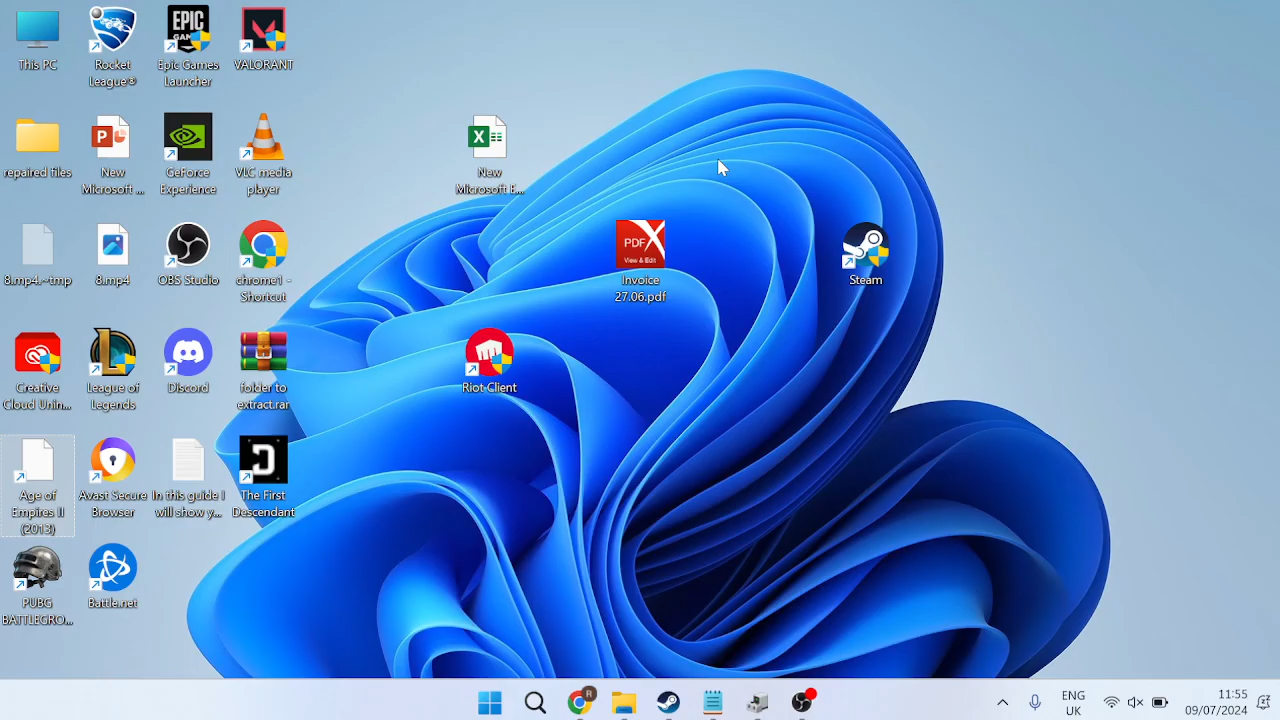 This PC
Rocket
League®
EPIC
GAMES
Epic Games
Launcher
VALORANT
repaired files
P
New
Microsoft ...
GeForce
Experience
VLC media
player
X
New
Microsoft E...
8.mp4.~tmp
8.mp4
OBS Studio
chrome1 -
Shortcut
PDF
View & Edit
Invoice
27.06.pdf
Steam
Creative
Cloud Unin...
League of
Legends
Discord
folder to
extract.rar
Riot Client
Age of
Empires II
(2013)
Avast Secure
Browser
In this guide I
will show y...
The First
Descendant
PUBG
BATTLEGRO...
Battle.net
R
ENG
UK
11:55
09/07/2024